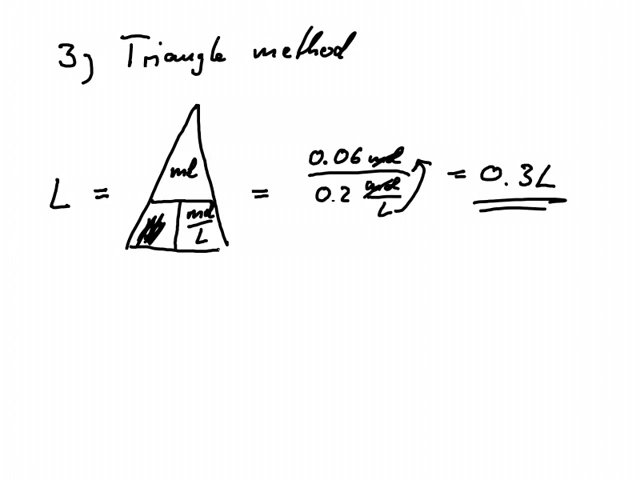 3) Triangle method
L = mol mol/L = 0.06 mol / 0.2 mol/L = 0.3L